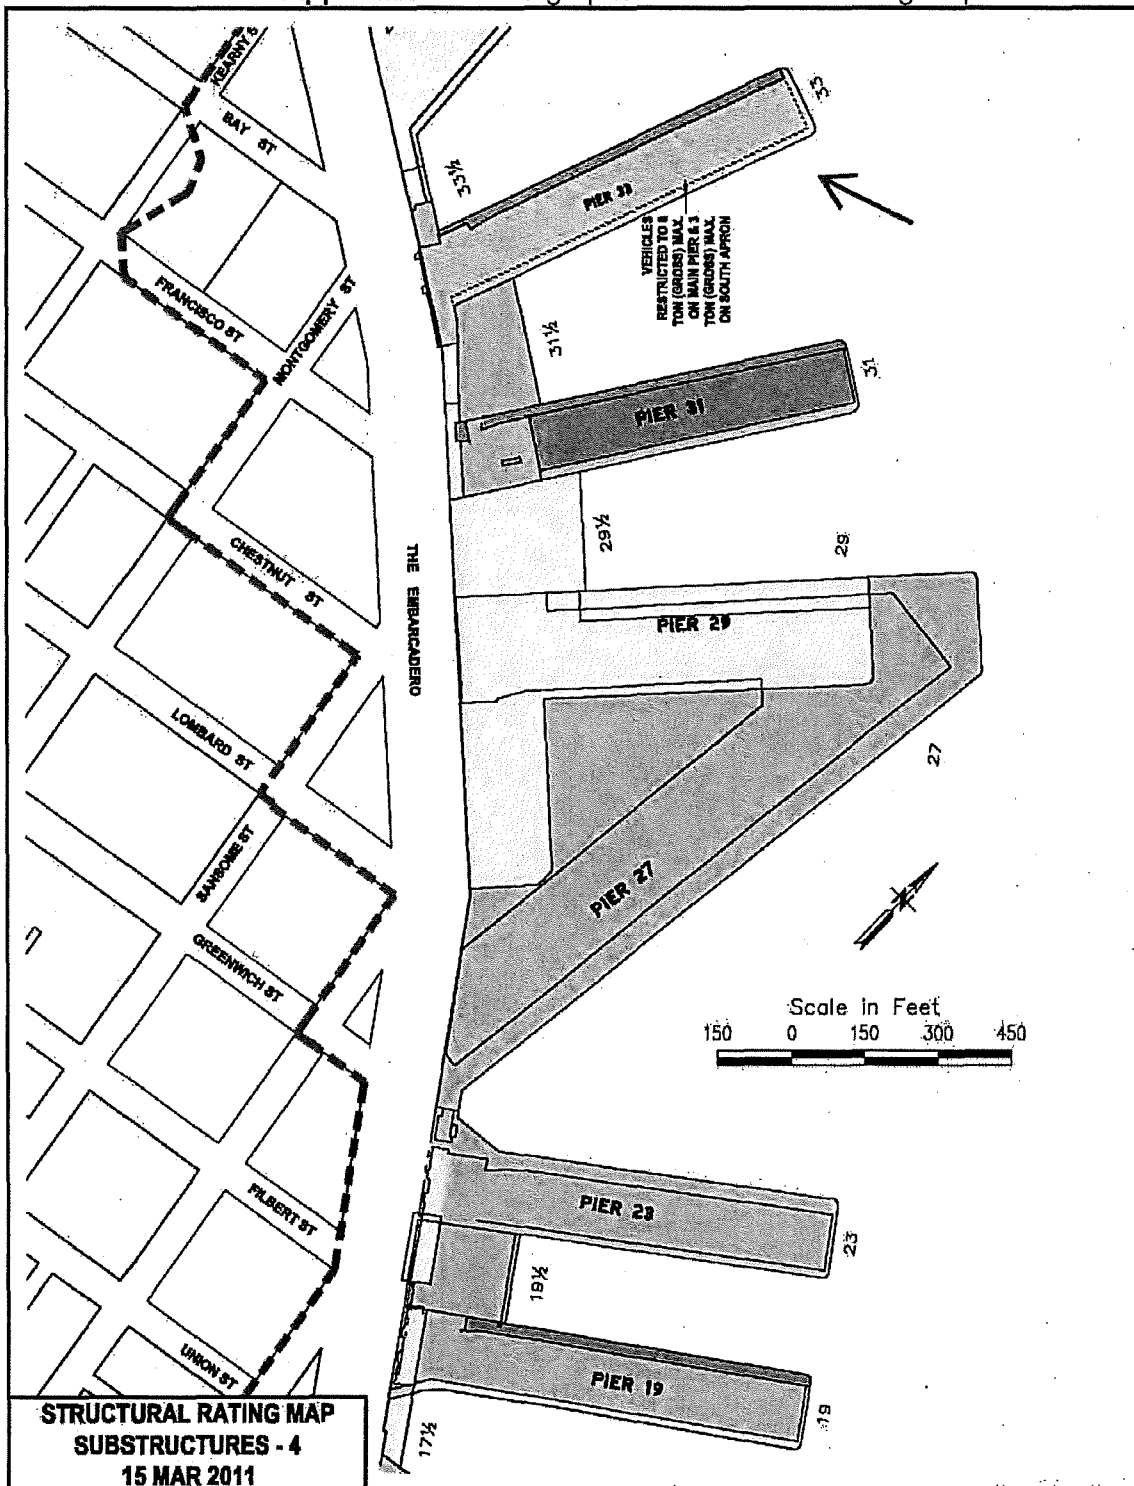 KEARNY S
BAY ST
FRANCISCO ST
MONTGOMERY ST
CHESTNUT ST
LOMBARD ST
SANSOME ST
GREENWICH ST
FILBERT ST
UNION ST
THE EMBARCADERO
33
33½
PIER 33
VEHICLES
RESTRICTED TO 8
TON (GROSS) MAX.
ON MAIN PIER & 3
TON (GROSS) MAX.
ON SOUTH APRON
31½
PIER 31
31
29½
29
PIER 29
27
PIER 27
Scale in Feet
150 0 150 300 450
PIER 23
23
19½
PIER 19
19
17½
STRUCTURAL RATING MAP
SUBSTRUCTURES - 4
15 MAR 2011